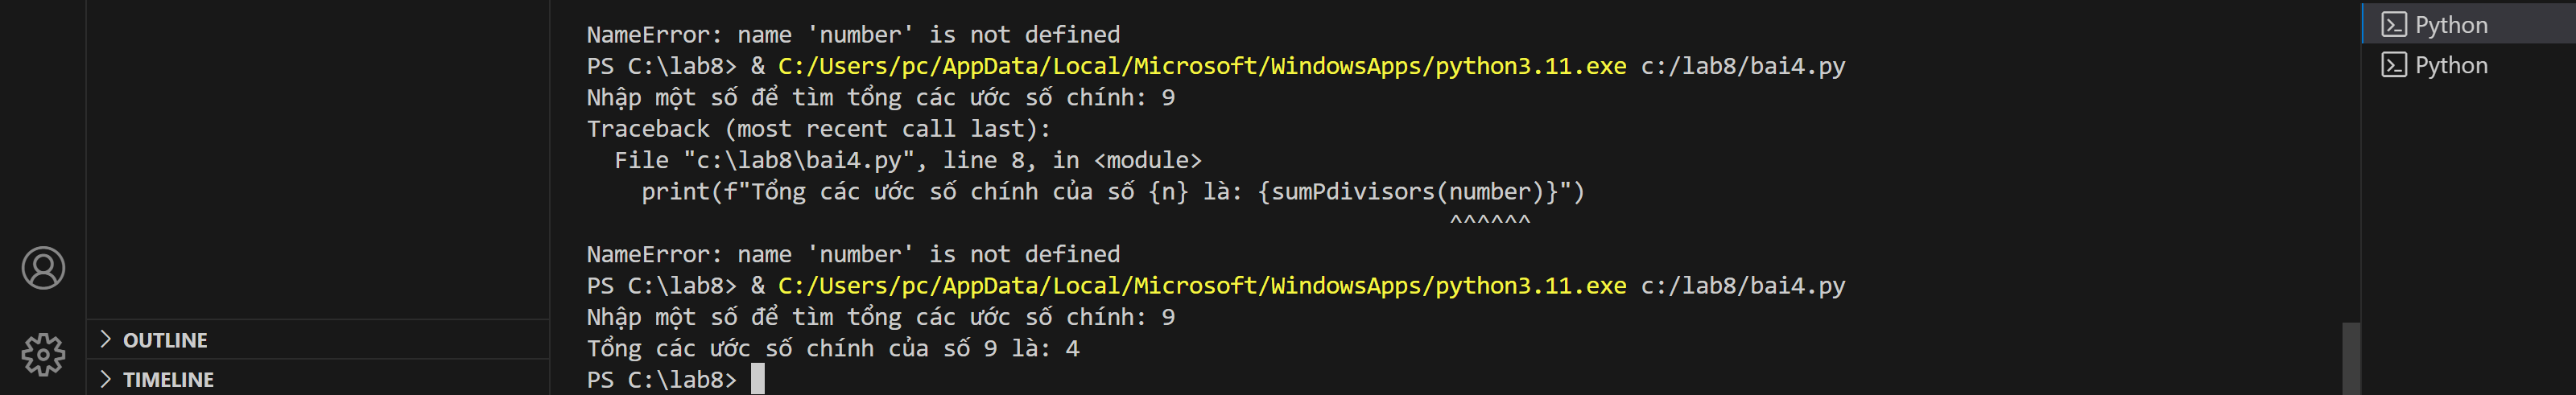 NameError: name 'number' is not defined
PS C:\lab8> & C:/Users/pc/AppData/Local/Microsoft/WindowsApps/python3.11.exe c:/lab8/bai4.py
Nhập một số để tìm tổng các ước số chính: 9
Traceback (most recent call last):
  File "c:\lab8\bai4.py", line 8, in <module>
    print(f"Tổng các ước số chính của số {n} là: {sumPdivisors(number)}")
                                                               ^^^^^^
NameError: name 'number' is not defined
PS C:\lab8> & C:/Users/pc/AppData/Local/Microsoft/WindowsApps/python3.11.exe c:/lab8/bai4.py
Nhập một số để tìm tổng các ước số chính: 9
Tổng các ước số chính của số 9 là: 4
PS C:\lab8>
OUTLINE
TIMELINE
Python
Python